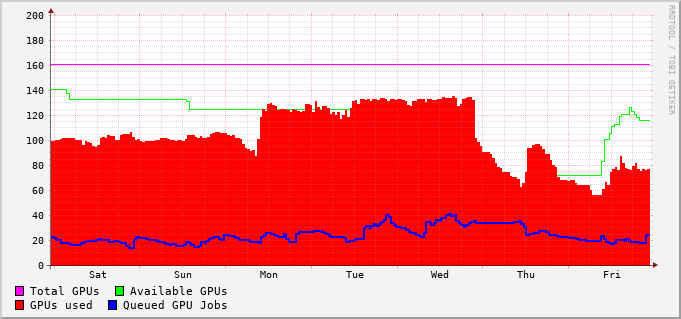 200
180
160
140
120
100
80
60
40
20
0
Sat Sun Mon Tue Wed Thu Fri
Total GPUs Available GPUs
GPUs used Queued GPU Jobs
RRDTOOL / TOBI OETIKER